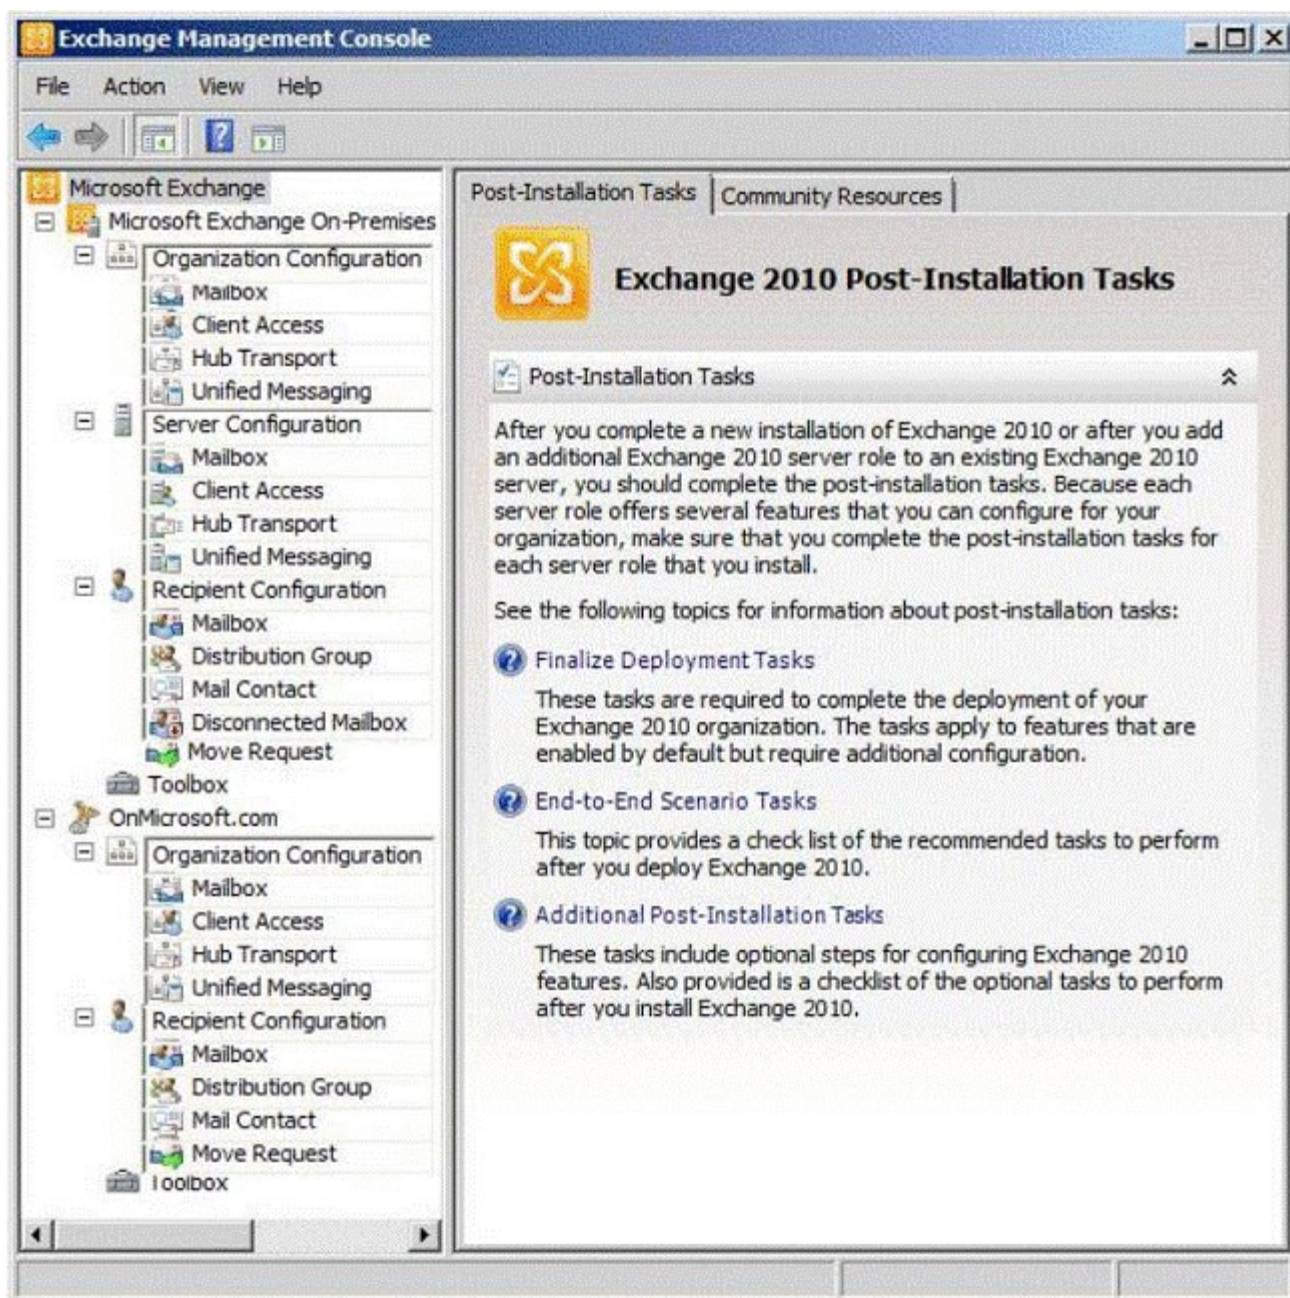 Exchange Management Console
File Action View Help
Microsoft Exchange
Microsoft Exchange On-Premises
Organization Configuration
Mailbox
Client Access
Hub Transport
Unified Messaging
Server Configuration
Mailbox
Client Access
Hub Transport
Unified Messaging
Recipient Configuration
Mailbox
Distribution Group
Mail Contact
Disconnected Mailbox
Move Request
Toolbox
OnMicrosoft.com
Organization Configuration
Mailbox
Client Access
Hub Transport
Unified Messaging
Recipient Configuration
Mailbox
Distribution Group
Mail Contact
Move Request
Toolbox
Post-Installation Tasks Community Resources
Exchange 2010 Post-Installation Tasks
Post-Installation Tasks
After you complete a new installation of Exchange 2010 or after you add
an additional Exchange 2010 server role to an existing Exchange 2010
server, you should complete the post-installation tasks. Because each
server role offers several features that you can configure for your
organization, make sure that you complete the post-installation tasks for
each server role that you install.
See the following topics for information about post-installation tasks:
Finalize Deployment Tasks
These tasks are required to complete the deployment of your
Exchange 2010 organization. The tasks apply to features that are
enabled by default but require additional configuration.
End-to-End Scenario Tasks
This topic provides a check list of the recommended tasks to perform
after you deploy Exchange 2010.
Additional Post-Installation Tasks
These tasks include optional steps for configuring Exchange 2010
features. Also provided is a checklist of the optional tasks to perform
after you install Exchange 2010.